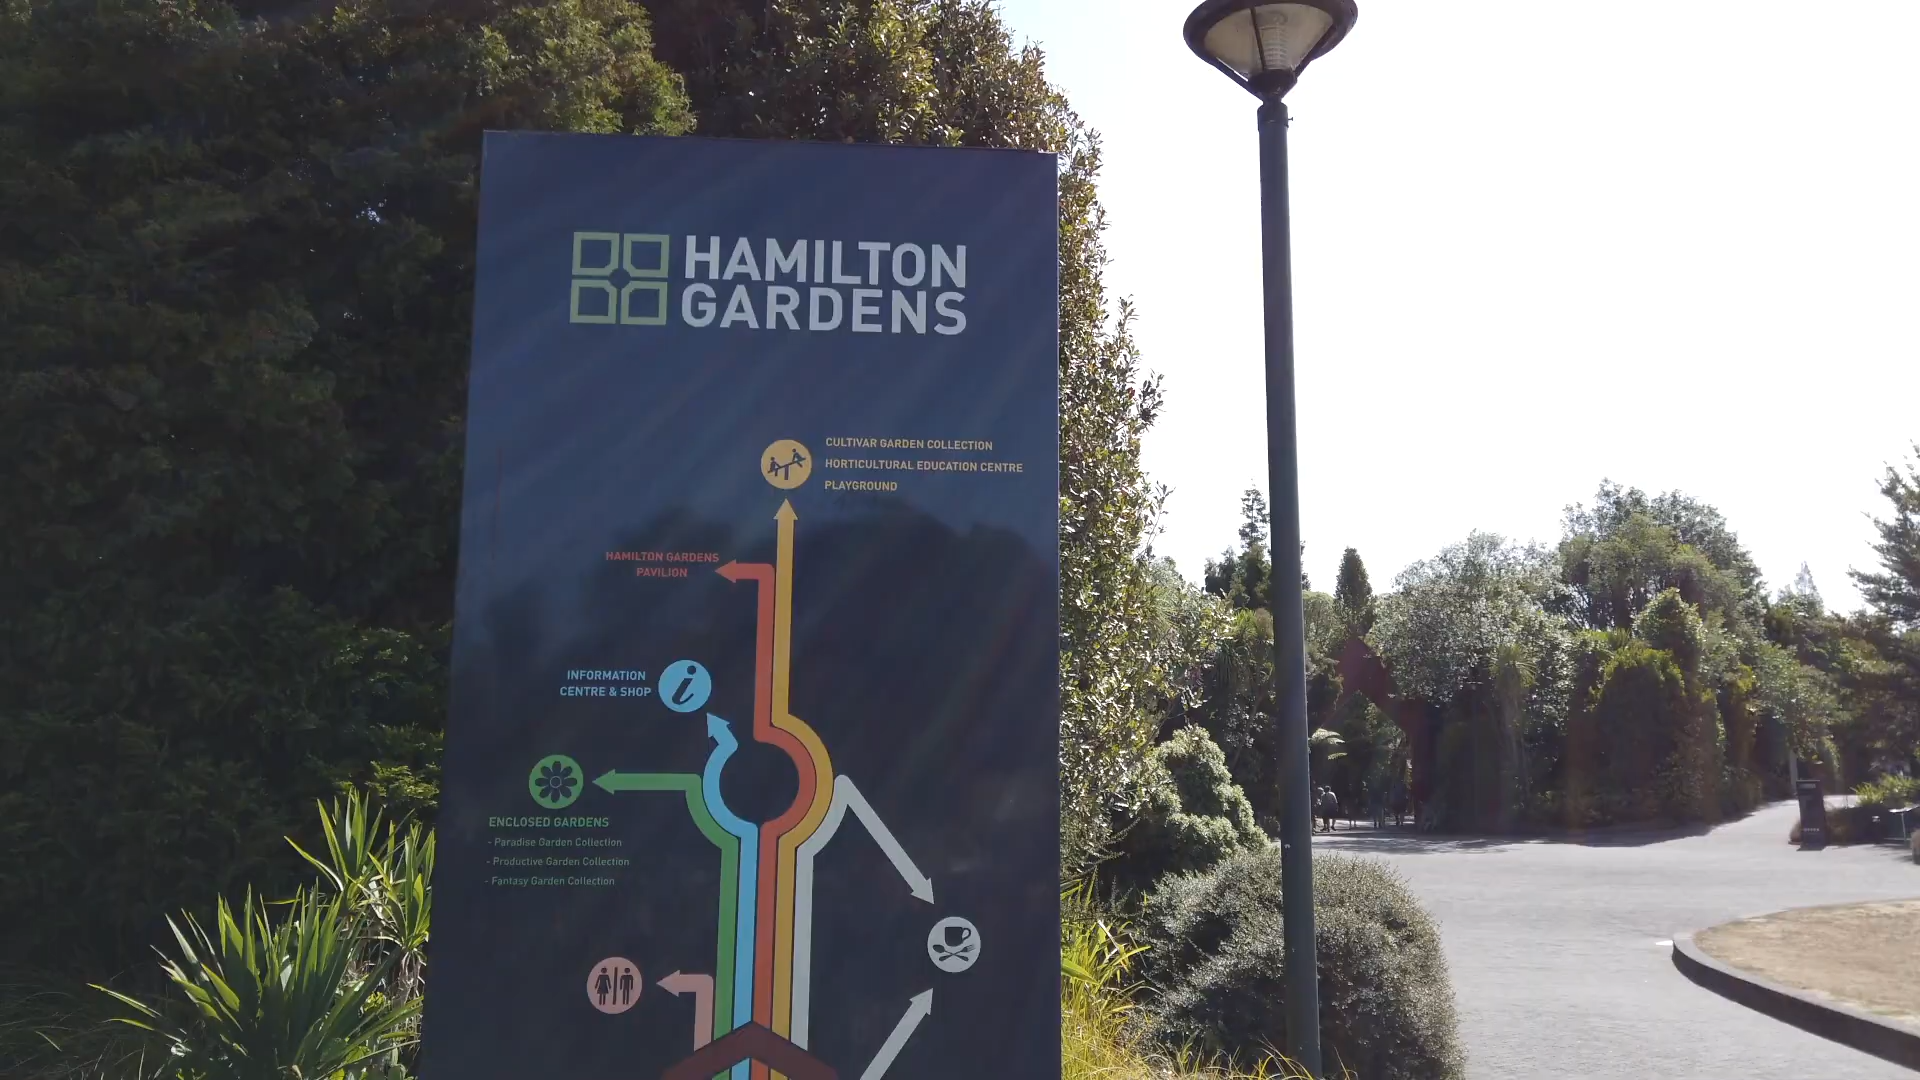 HAMILTON
GARDENS
CULTIVAR GARDEN COLLECTION
HORTICULTURAL EDUCATION CENTRE
PLAYGROUND
HAMILTON GARDENS
PAVILION
INFORMATION
CENTRE & SHOP
i
ENCLOSED GARDENS
- Paradise Garden Collection
- Productive Garden Collection
- Fantasy Garden Collection